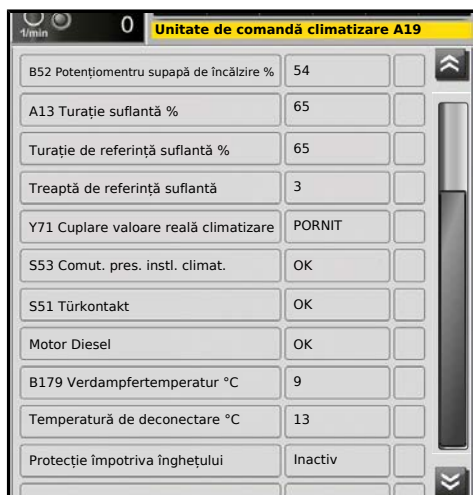 1/min 0 Unitate de comandă climatizare A19
B52 Potențiomentru supapă de încălzire % 54
A13 Turație suflantă % 65
Turație de referință suflantă % 65
Treaptă de referință suflantă 3
Y71 Cuplare valoare reală climatizare PORNIT
S53 Comut. pres. instl. climat. OK
S51 Türkontakt OK
Motor Diesel OK
B179 Verdampfertemperatur °C 9
Temperatură de deconectare °C 13
Protecție împotriva înghețului Inactiv